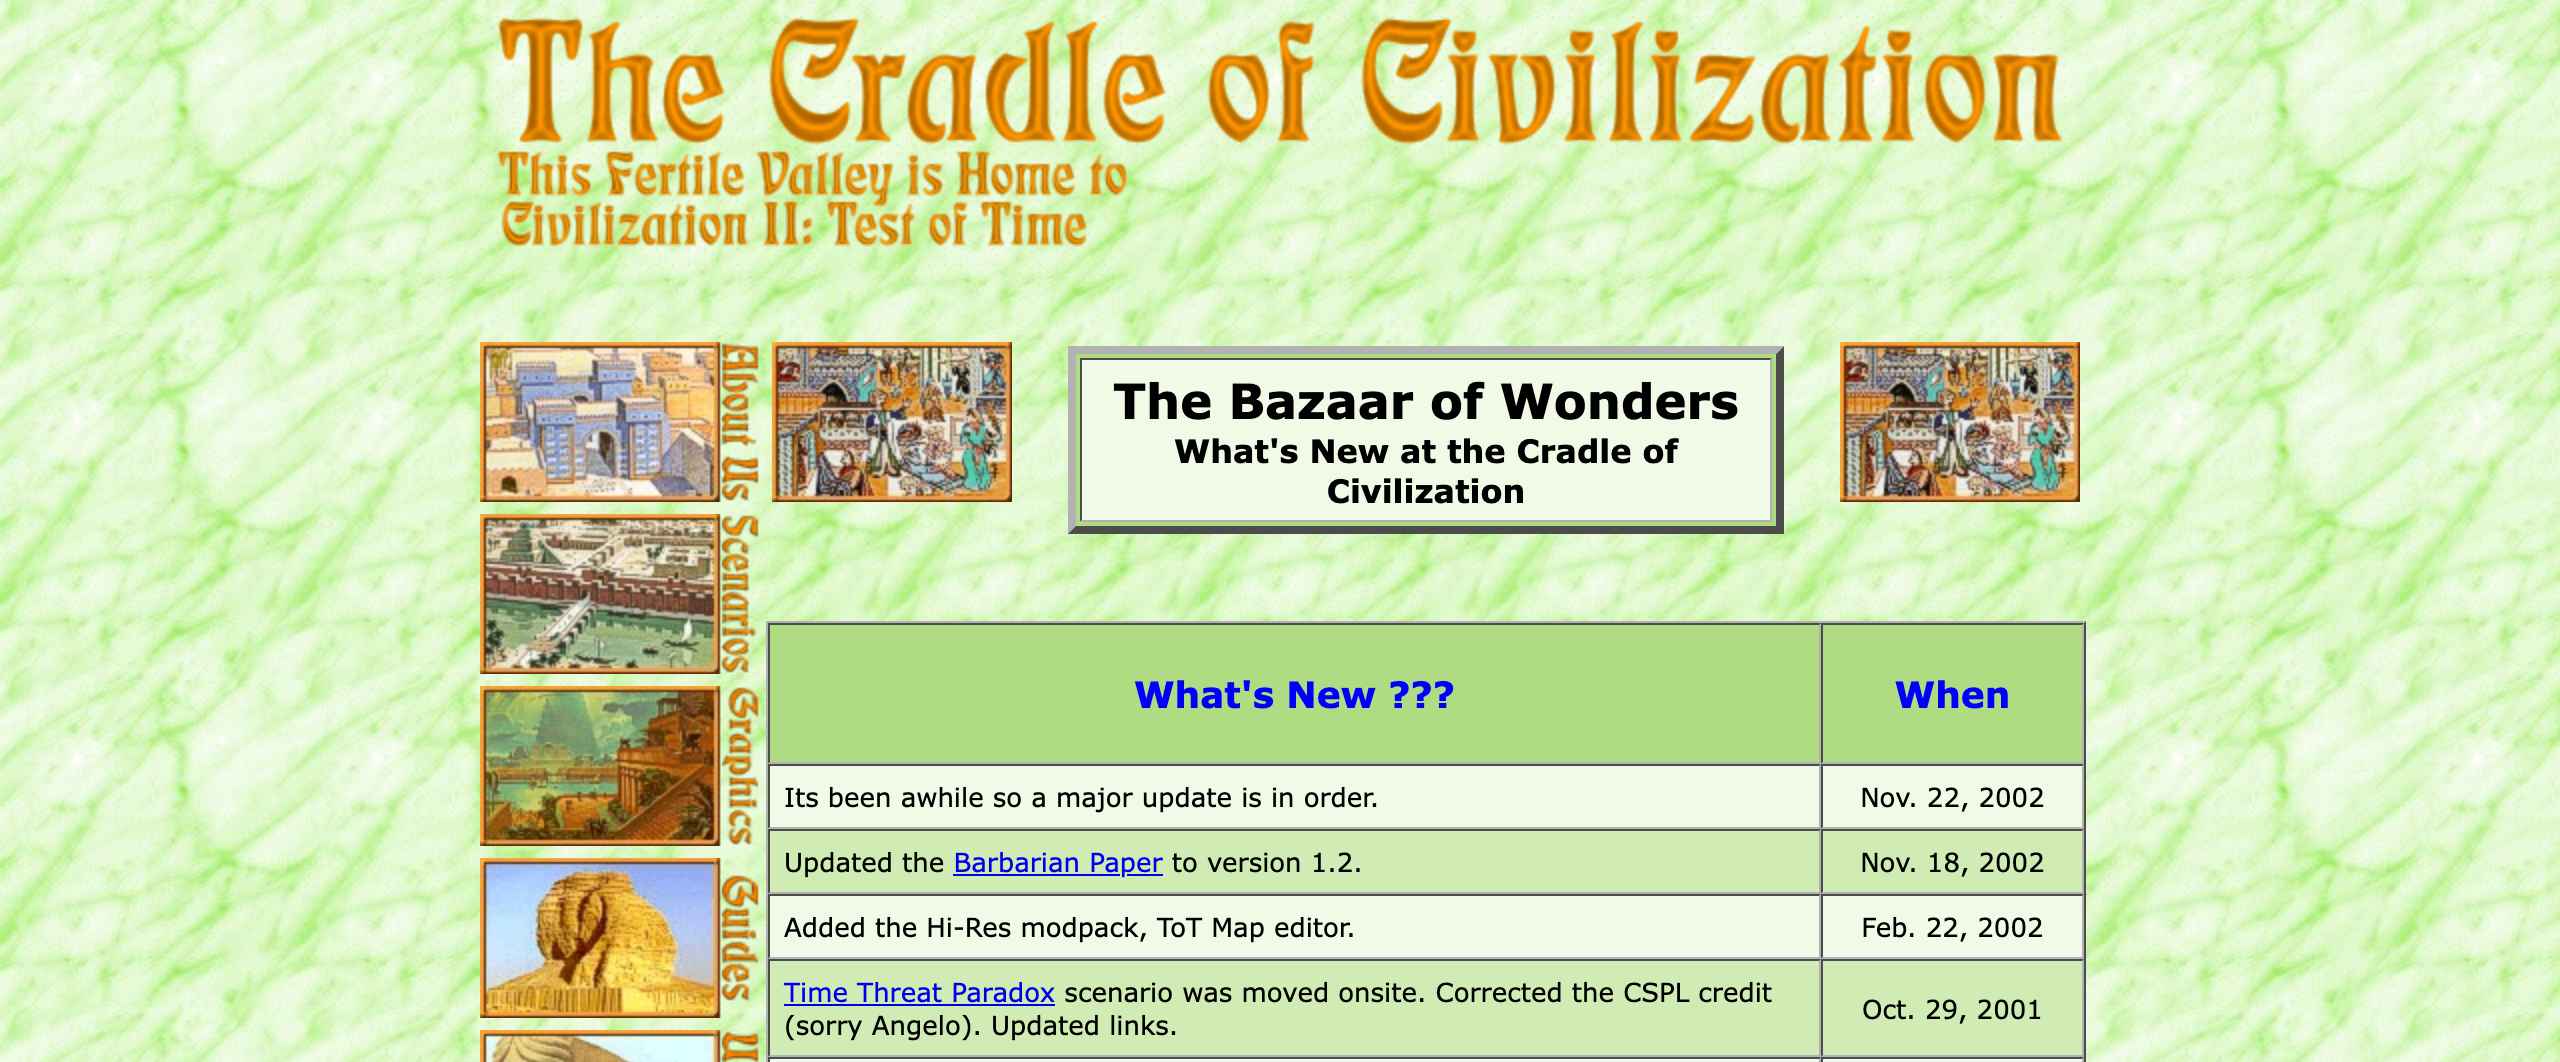 The Cradle of Civilization
This Fertile Valley is Home to
Civilization II: Test of Time
About Us
Scenarios
Graphics
Guides
The Bazaar of Wonders
What's New at the Cradle of
Civilization
What's New ??? When
Its been awhile so a major update is in order. Nov. 22, 2002
Updated the Barbarian Paper to version 1.2. Nov. 18, 2002
Added the Hi-Res modpack, ToT Map editor. Feb. 22, 2002
Time Threat Paradox scenario was moved onsite. Corrected the CSPL credit
(sorry Angelo). Updated links. Oct. 29, 2001